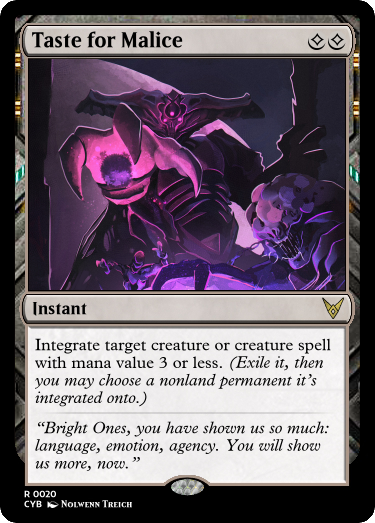 Taste for Malice
Instant
Integrate target creature or creature spell
with mana value 3 or less. (Exile it, then
you may choose a nonland permanent it's
integrated onto.)
“Bright Ones, you have shown us so much:
language, emotion, agency. You will show
us more, now.”
R 0020
CYB Nolwenn Treich